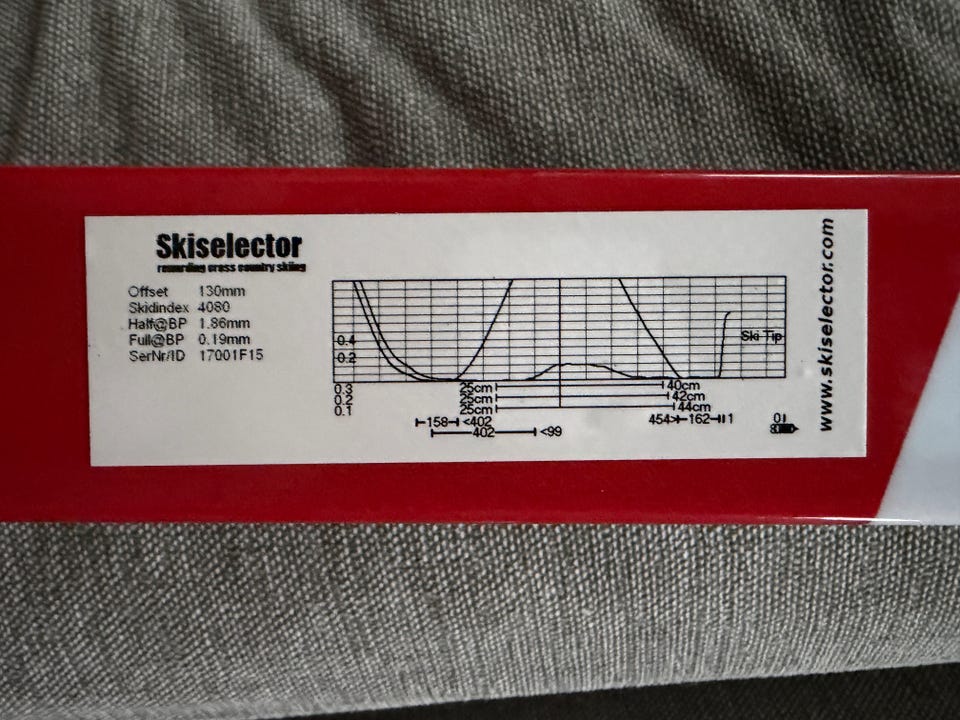 Skiselector
rewarding cross country skiing
Offset 130mm
Skidindex 4080
Half@BP 1.86mm
Full@BP 0.19mm
SerNr/ID 17001F15
0.4
0.2
Ski Tip
0.3 25cm 40cm
0.2 25cm 42cm
0.1 25cm 44cm
158 <402 454> 162 11
402 <99
www.skiselector.com